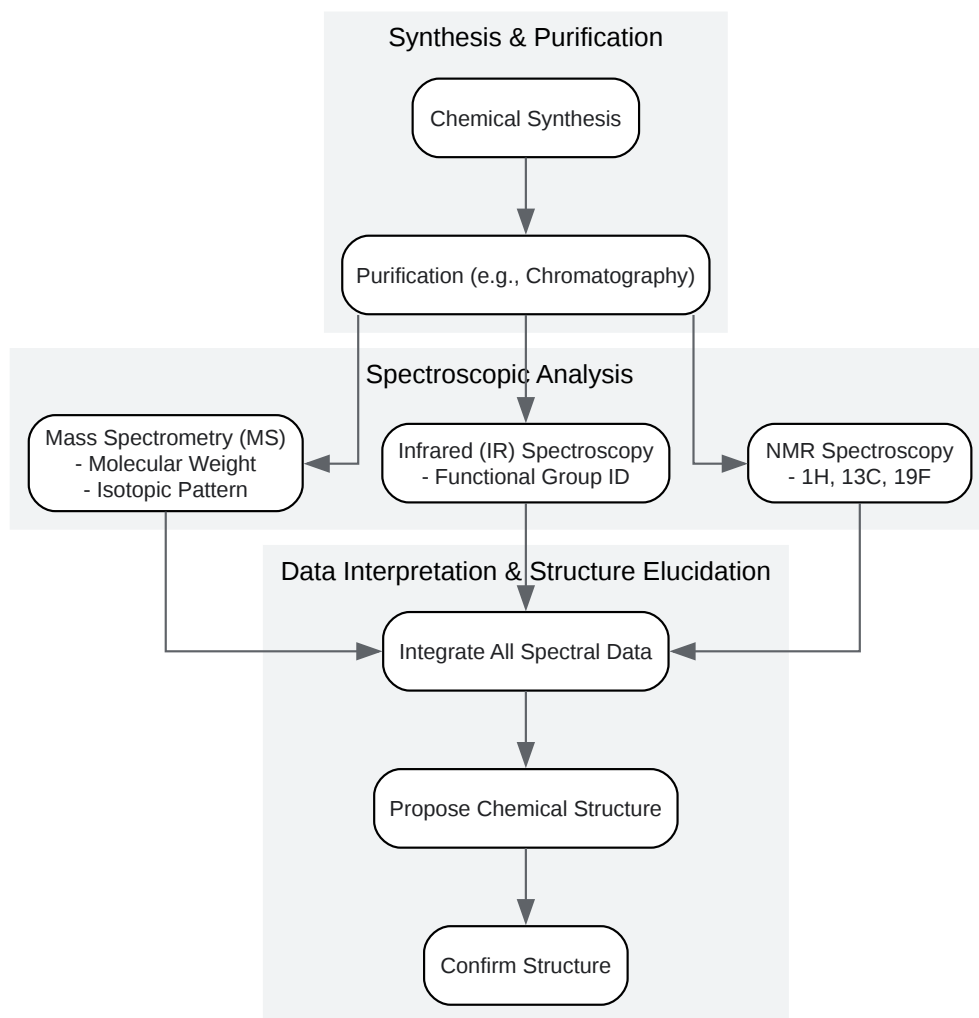 Synthesis & Purification
Chemical Synthesis
Purification (e.g., Chromatography)
Spectroscopic Analysis
Mass Spectrometry (MS)
- Molecular Weight
- Isotopic Pattern
Infrared (IR) Spectroscopy
- Functional Group ID
NMR Spectroscopy
- 1H, 13C, 19F
Data Interpretation & Structure Elucidation
Integrate All Spectral Data
Propose Chemical Structure
Confirm Structure